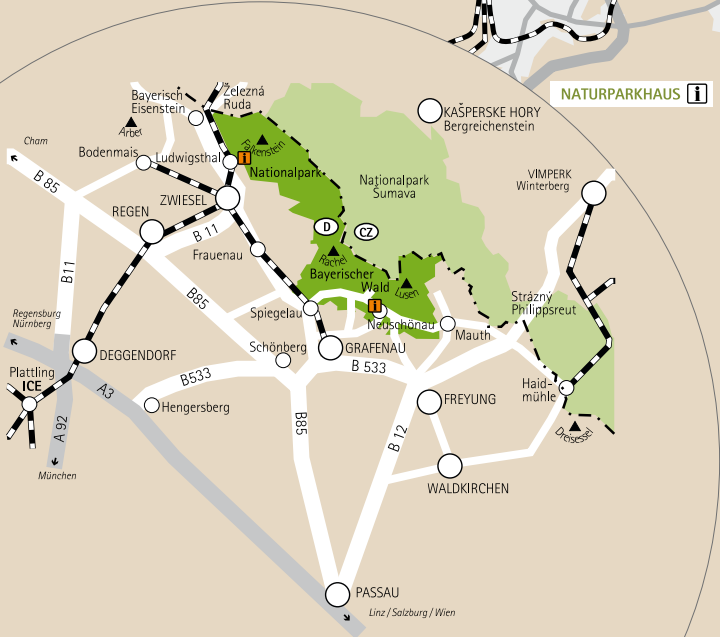 NATURPARKHAUS i
Bayerisch
Eisenstein
Železná
Ruda
KAŠPERSKE HORY
Bergreichenstein
Arber
Falkenstein
Cham
Bodenmais
Ludwigsthal
i
Nationalpark
Nationalpark
Šumava
VIMPERK
Winterberg
B 85
ZWIESEL
REGEN
B 11
D
CZ
Frauenau
Rachel
Bayerischer
Wald
Lusen
B11
B85
i
Strázný
Philippsreut
Regensburg
Nürnberg
Spiegelau
Neuschönau
Mauth
Schönberg
GRAFENAU
DEGGENDORF
B 533
Plattling
ICE
A3
B533
Haid-
mühle
Hengersberg
FREYUNG
A 92
B85
B 12
Dreisessel
München
WALDKIRCHEN
PASSAU
Linz / Salzburg / Wien